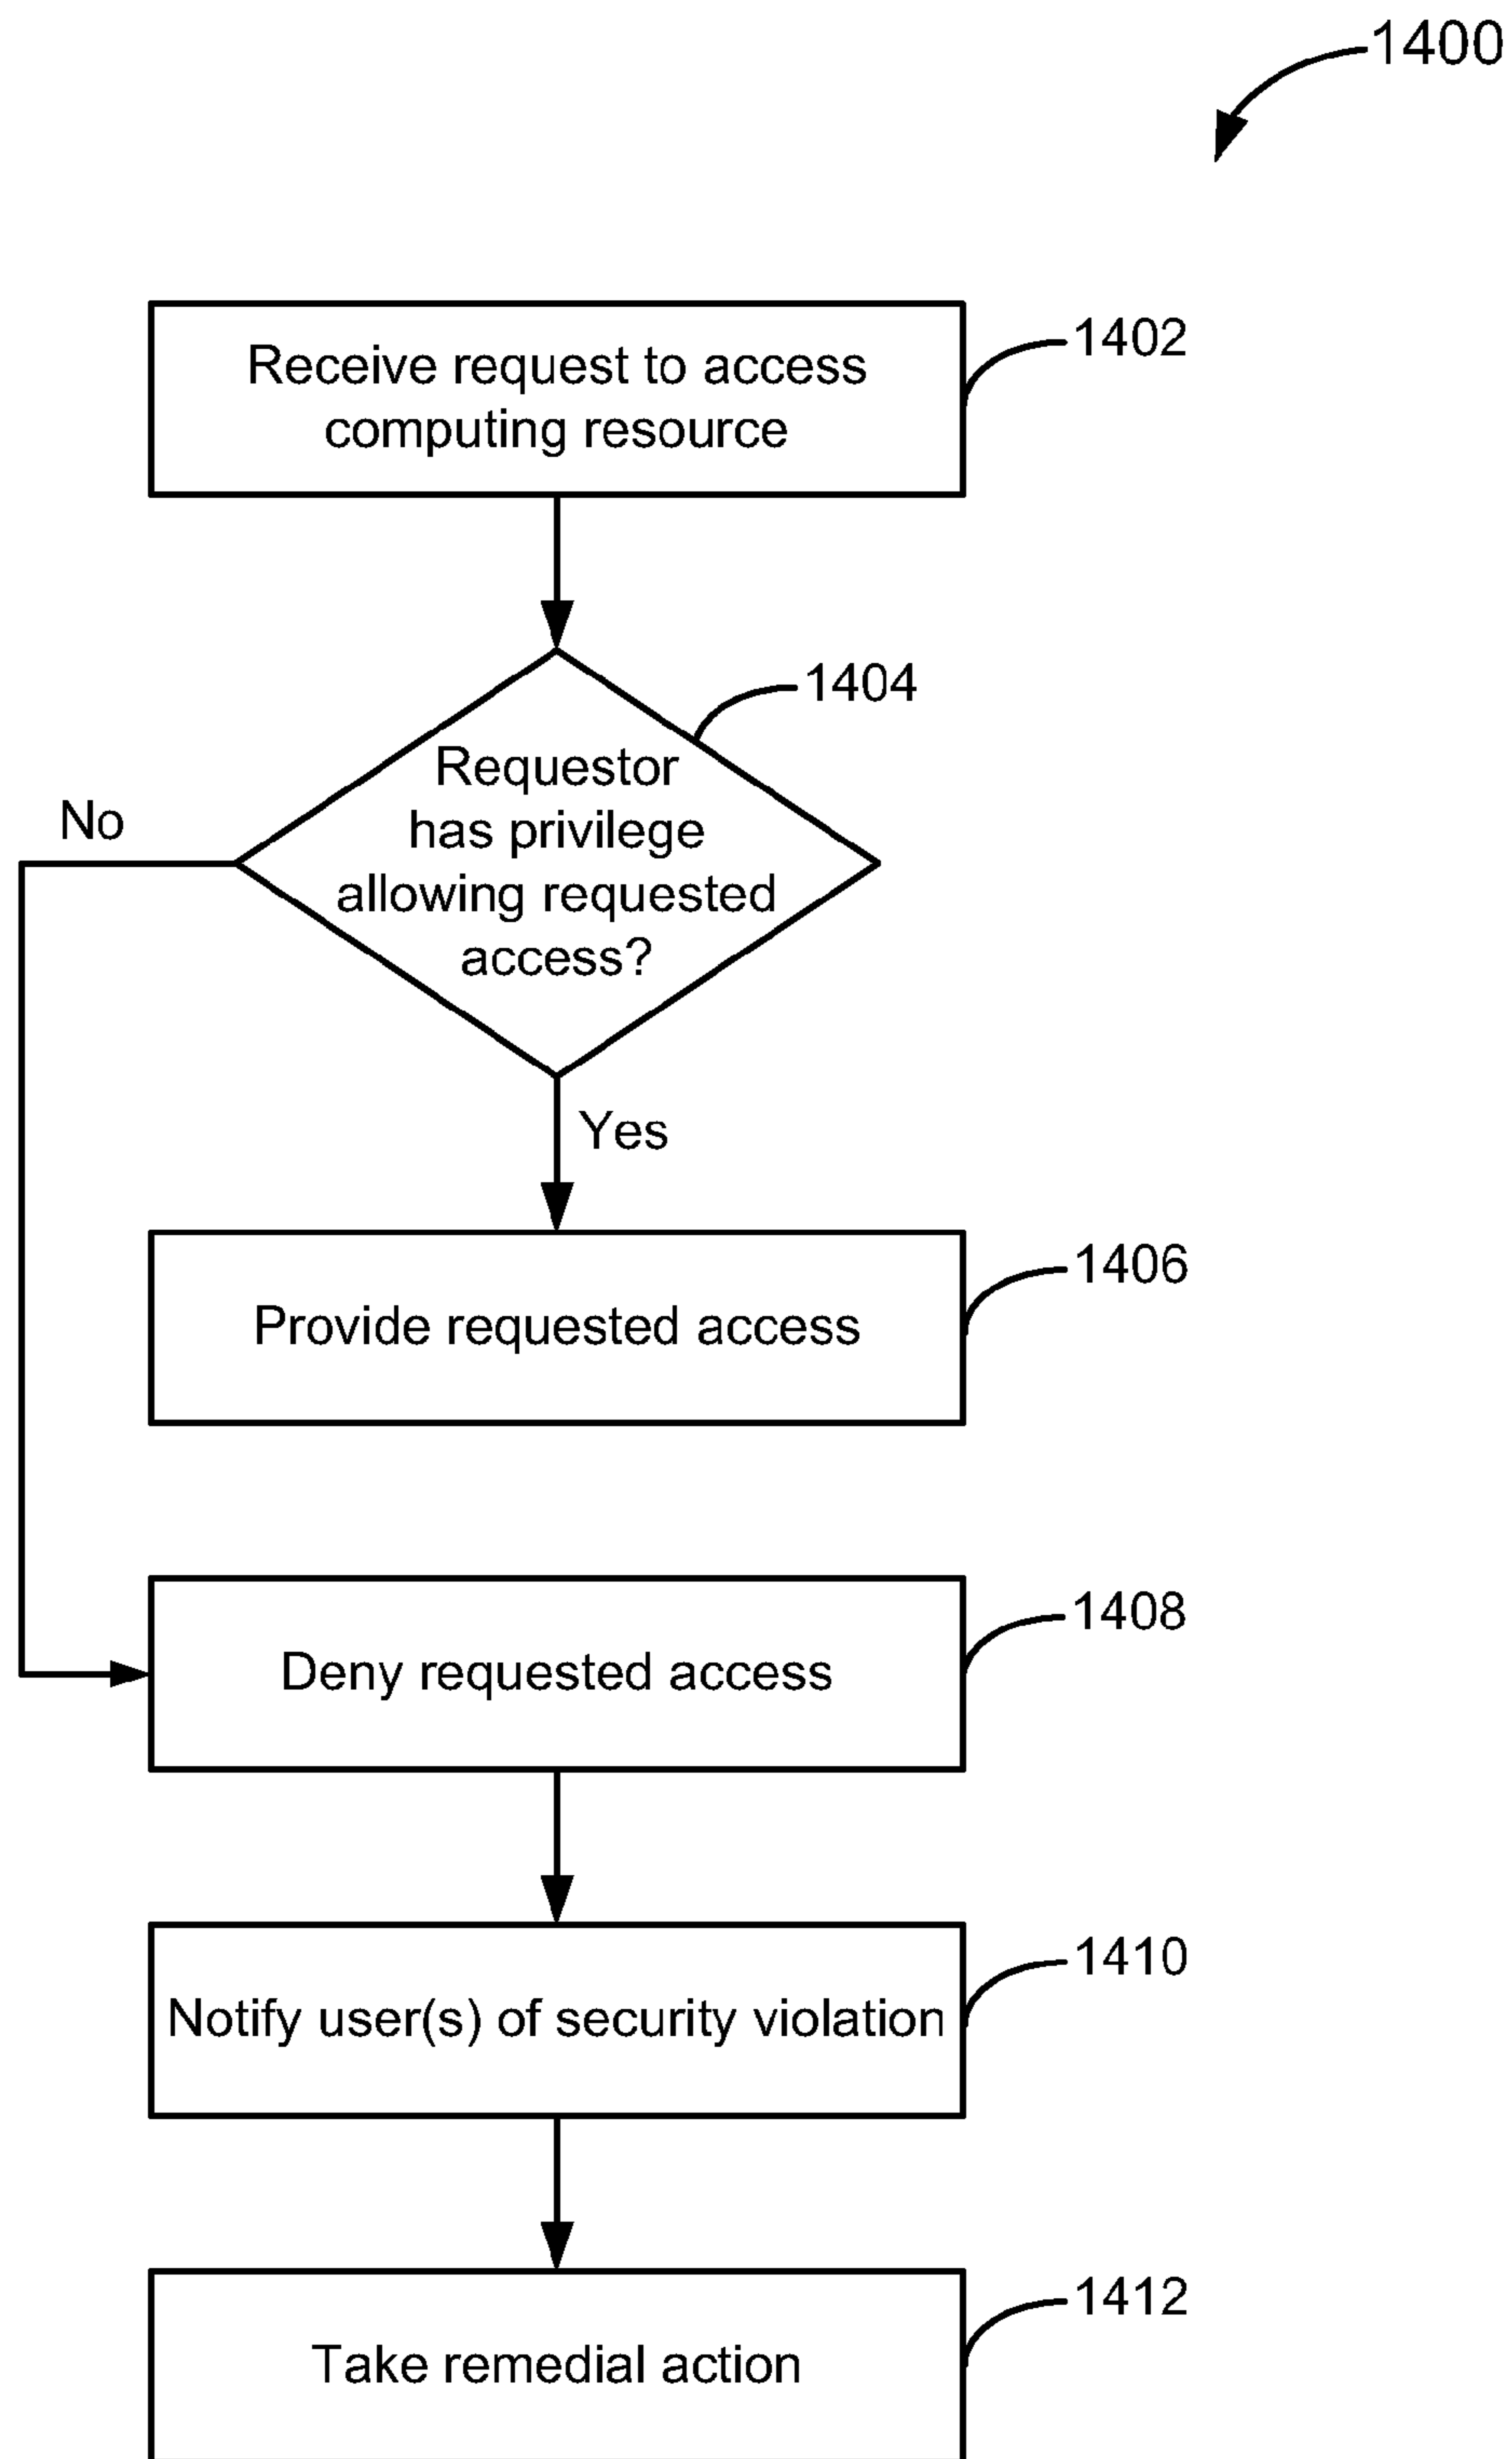 1400
Receive request to access
computing resource
1402
1404
Requestor
has privilege
allowing requested
access?
No
Yes
Provide requested access
1406
Deny requested access
1408
Notify user(s) of security violation
1410
Take remedial action
1412